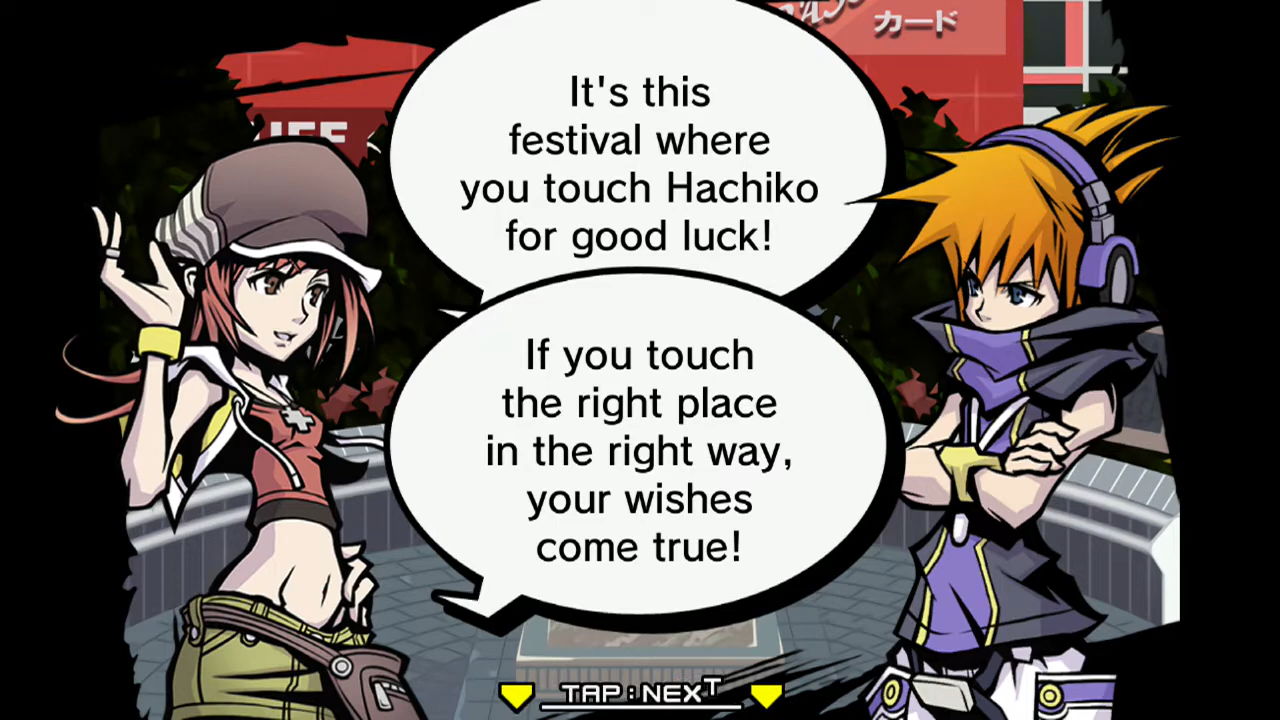 カード
It's this
festival where
you touch Hachiko
for good luck!
If you touch
the right place
in the right way,
your wishes
come true!
TAP : NEXT